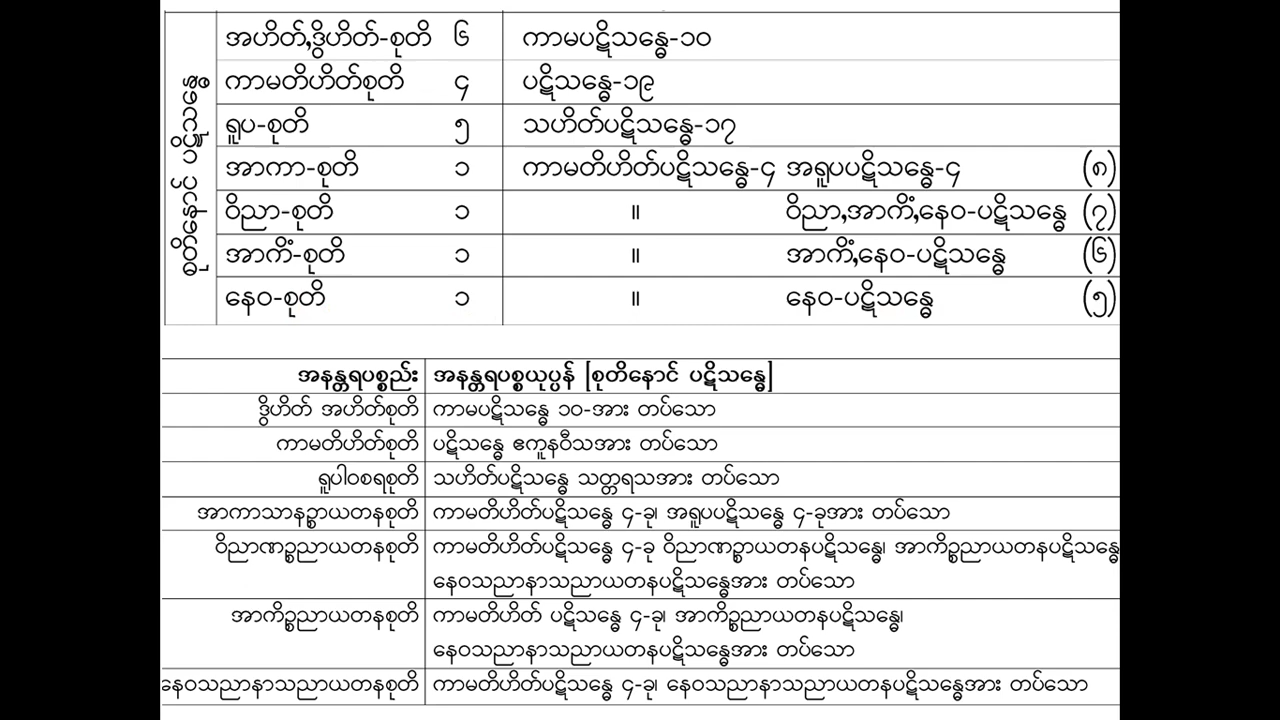 စုတိနောင် ပဋိသန္ဓေ
အဟိတ်,ဒွိဟိတ်-စုတိ ၆ ကာမပဋိသန္ဓေ-၁၀
ကာမတိဟိတ်စုတိ ၄ ပဋိသန္ဓေ-၁၉
ရူပ-စုတိ ၅ သဟိတ်ပဋိသန္ဓေ-၁၇
အာကာ-စုတိ ၁ ကာမတိဟိတ်ပဋိသန္ဓေ-၄ အရူပပဋိသန္ဓေ-၄ (၈)
ဝိညာ-စုတိ ၁ ။ ဝိညာ,အာကိံ,နေဝ-ပဋိသန္ဓေ (၇)
အာကိံ-စုတိ ၁ ။ အာကိံ,နေဝ-ပဋိသန္ဓေ (၆)
နေဝ-စုတိ ၁ ။ နေဝ-ပဋိသန္ဓေ (၅)
အနန္တရပစ္စည်း အနန္တရပစ္စယုပ္ပန် [စုတိနောင် ပဋိသန္ဓေ]
ဒွိဟိတ် အဟိတ်စုတိ ကာမပဋိသန္ဓေ ၁၀-အား တပ်သော
ကာမတိဟိတ်စုတိ ပဋိသန္ဓေ ဧကူနဝီသအား တပ်သော
ရူပါဝစရစုတိ သဟိတ်ပဋိသန္ဓေ သတ္တရသအား တပ်သော
အာကာသာနဉ္စာယတနစုတိ ကာမတိဟိတ်ပဋိသန္ဓေ ၄-ခု၊ အရူပပဋိသန္ဓေ ၄-ခုအား တပ်သော
ဝိညာဏဉ္စညာယတနစုတိ ကာမတိဟိတ်ပဋိသန္ဓေ ၄-ခု ဝိညာဏဉ္စာယတနပဋိသန္ဓေ၊ အာကိဉ္စညာယတနပဋိသန္ဓေ
နေဝသညာနာသညာယတနပဋိသန္ဓေအား တပ်သော
အာကိဉ္စညာယတနစုတိ ကာမတိဟိတ် ပဋိသန္ဓေ ၄-ခု၊ အာကိဉ္စညာယတနပဋိသန္ဓေ၊
နေဝသညာနာသညာယတနပဋိသန္ဓေအား တပ်သော
နေဝသညာနာသညာယတနစုတိ ကာမတိဟိတ်ပဋိသန္ဓေ ၄-ခု၊ နေဝသညာနာသညာယတနပဋိသန္ဓေအား တပ်သော